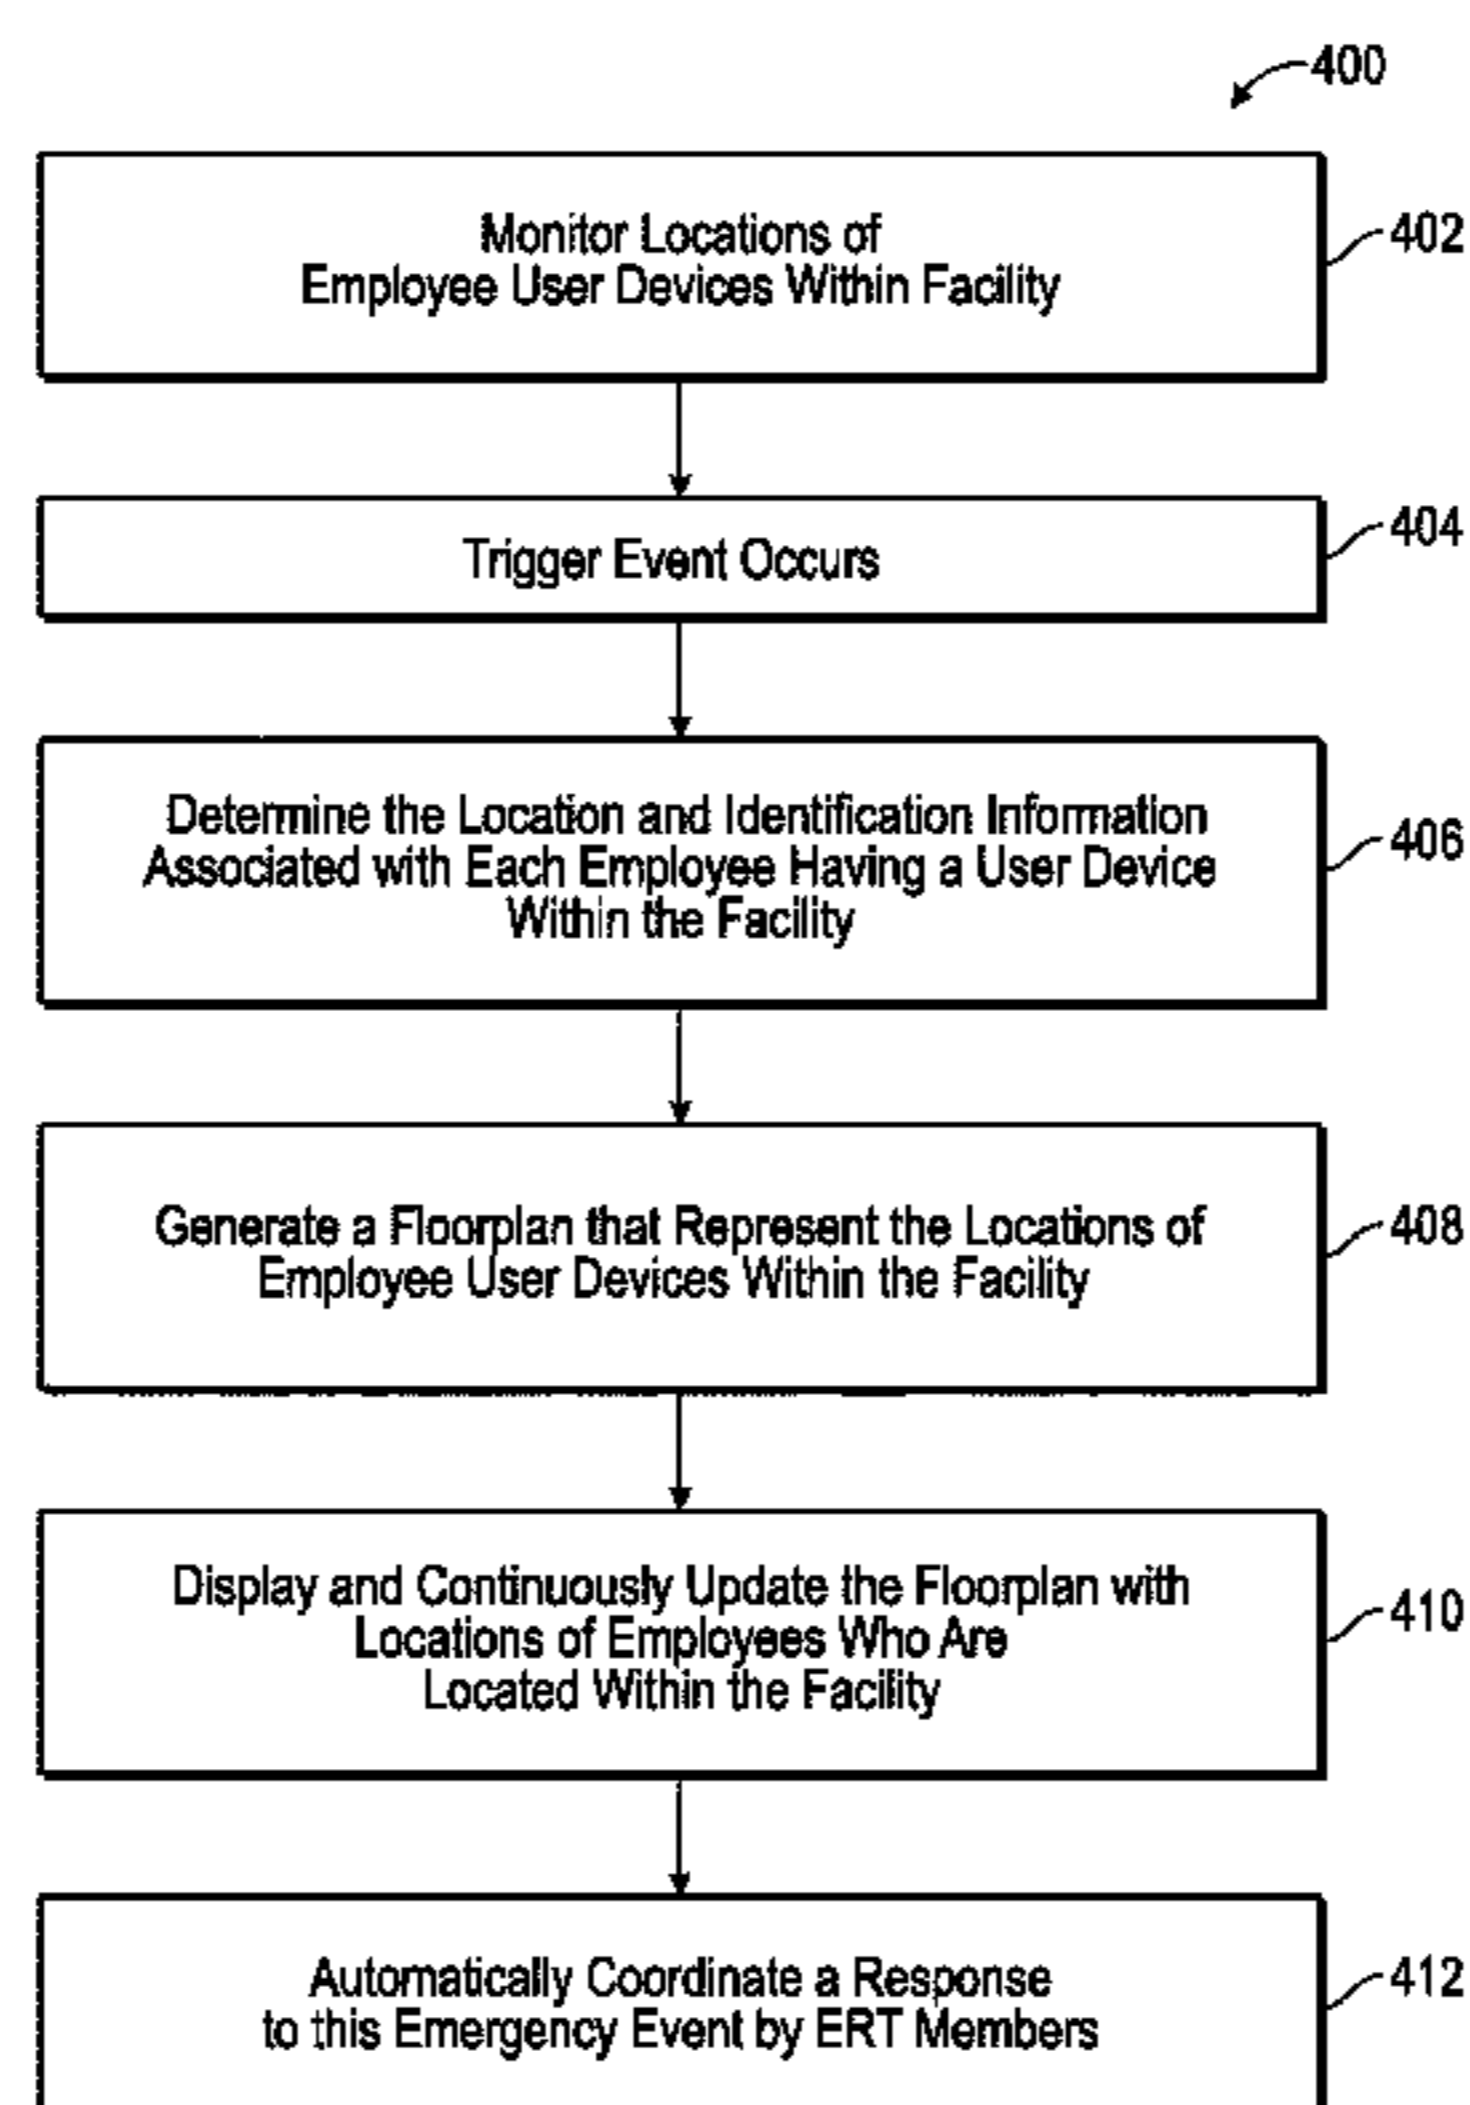 400
Monitor Locations of
Employee User Devices Within Facility
402
Trigger Event Occurs
404
Determine the Location and Identification Information
Associated with Each Employee Having a User Device
Within the Facility
406
Generate a Floorplan that Represent the Locations of
Employee User Devices Within the Facility
408
Display and Continuously Update the Floorplan with
Locations of Employees Who Are
Located Within the Facility
410
Automatically Coordinate a Response
to this Emergency Event by ERT Members
412